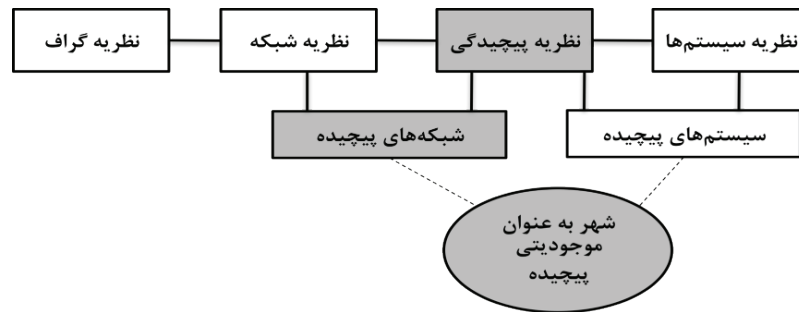 نظریه سیستم‌ها
نظریه پیچیدگی
نظریه شبکه
نظریه گراف
سیستم‌های پیچیده
شبکه‌های پیچیده
شهر به عنوان
موجودیتی
پیچیده